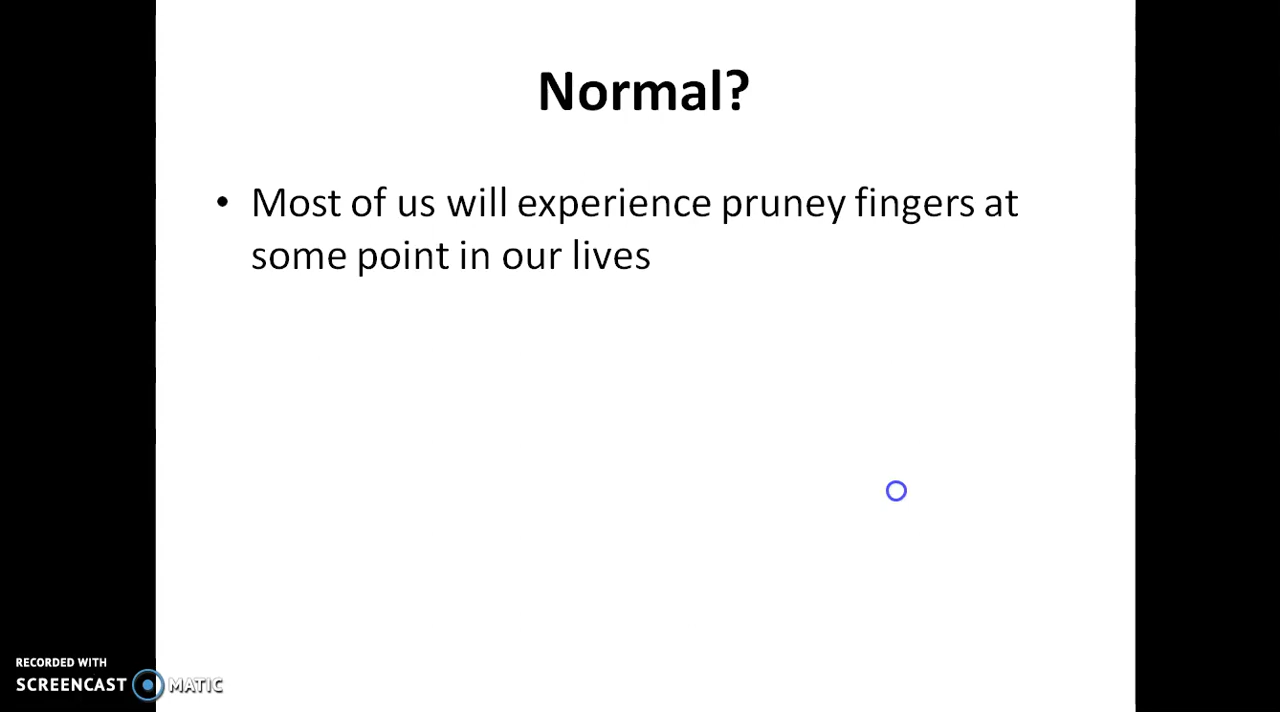 Normal?
• Most of us will experience pruney fingers at
some point in our lives
RECORDED WITH
SCREENCAST MATIC